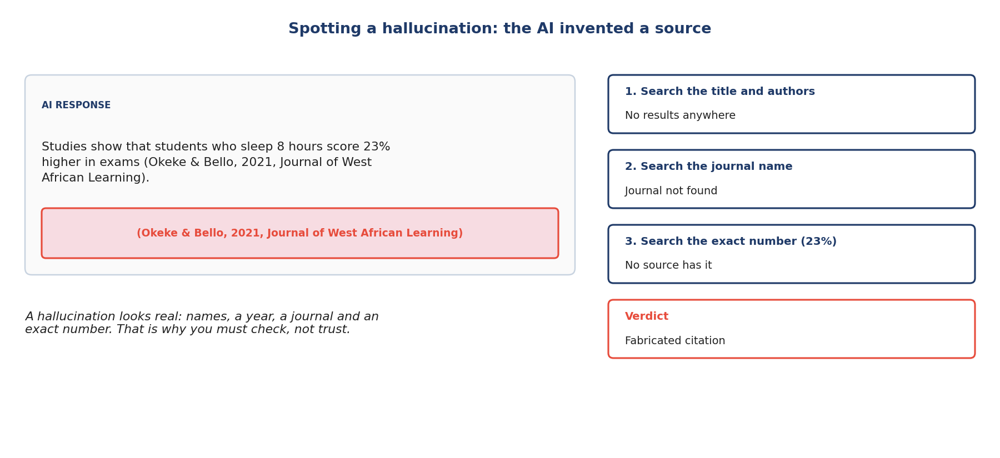 Spotting a hallucination: the AI invented a source
AI RESPONSE
Studies show that students who sleep 8 hours score 23%
higher in exams (Okeke & Bello, 2021, Journal of West
African Learning).
(Okeke & Bello, 2021, Journal of West African Learning)
A hallucination looks real: names, a year, a journal and an
exact number. That is why you must check, not trust.
1. Search the title and authors
No results anywhere
2. Search the journal name
Journal not found
3. Search the exact number (23%)
No source has it
Verdict
Fabricated citation